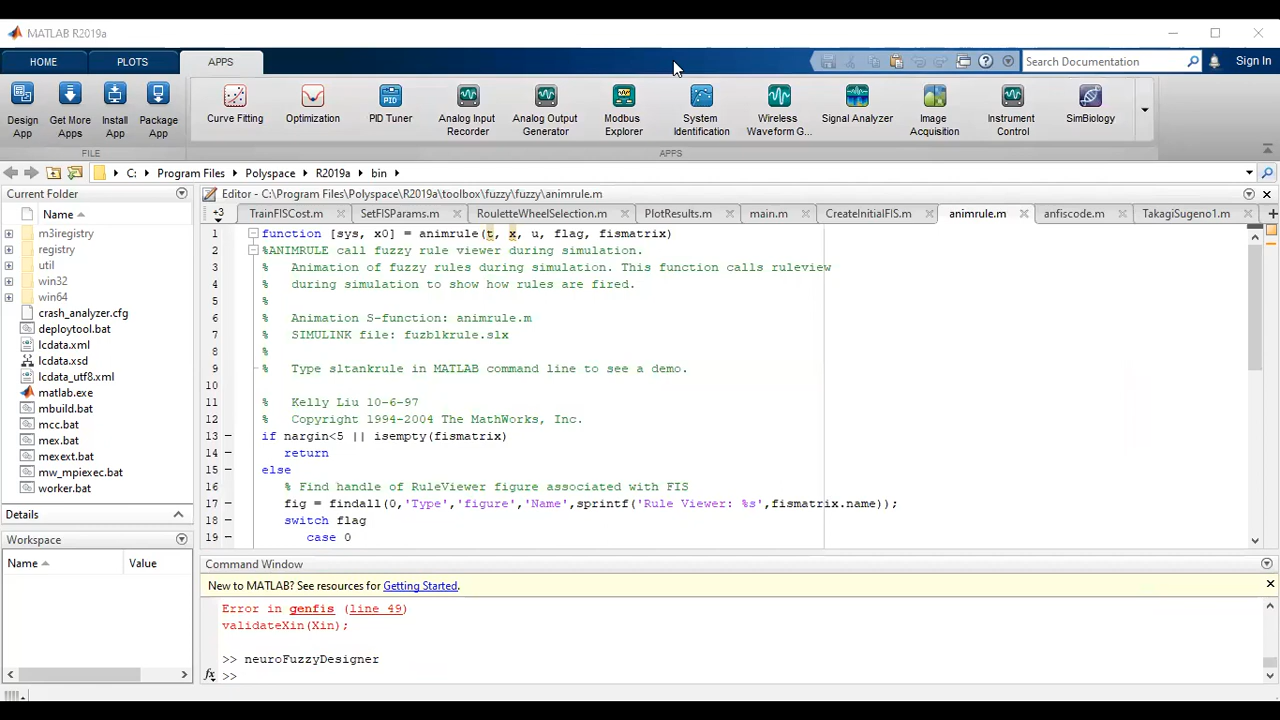 MATLAB R2019a
HOME
PLOTS
APPS
Search Documentation
Sign In
Design App
Get More Apps
Install App
Package App
Curve Fitting
Optimization
PID Tuner
Analog Input Recorder
Analog Output Generator
Modbus Explorer
System Identification
Wireless Waveform G...
Signal Analyzer
Image Acquisition
Instrument Control
SimBiology
FILE
APPS
C: Program Files Polyspace R2019a bin
Current Folder
Editor - C:\Program Files\Polyspace\R2019a\toolbox\fuzzy\fuzzy\animrule.m
Name
+3 TrainFISCost.m SetFISParams.m RouletteWheelSelection.m PlotResults.m main.m CreateInitialFIS.m animrule.m anfiscode.m TakagiSugeno1.m
m3iregistry
registry
util
win32
win64
crash_analyzer.cfg
deploytool.bat
lcdata.xml
lcdata.xsd
lcdata_utf8.xml
matlab.exe
mbuild.bat
mcc.bat
mex.bat
mexext.bat
mw_mpiexec.bat
worker.bat
Details
Workspace
Name Value
1 function [sys, x0] = animrule(t, x, u, flag, fismatrix)
2 %ANIMRULE call fuzzy rule viewer during simulation.
3 % Animation of fuzzy rules during simulation. This function calls ruleview
4 % during simulation to show how rules are fired.
5 %
6 % Animation S-function: animrule.m
7 % SIMULINK file: fuzblkrule.slx
8 %
9 % Type sltankrule in MATLAB command line to see a demo.
10
11 % Kelly Liu 10-6-97
12 % Copyright 1994-2004 The MathWorks, Inc.
13 if nargin<5 || isempty(fismatrix)
14 return
15 else
16 % Find handle of RuleViewer figure associated with FIS
17 fig = findall(0,'Type','figure','Name',sprintf('Rule Viewer: %s',fismatrix.name));
18 switch flag
19 case 0
Command Window
New to MATLAB? See resources for Getting Started.
Error in genfis (line 49)
validateXin(Xin);
>> neuroFuzzyDesigner
fx >>